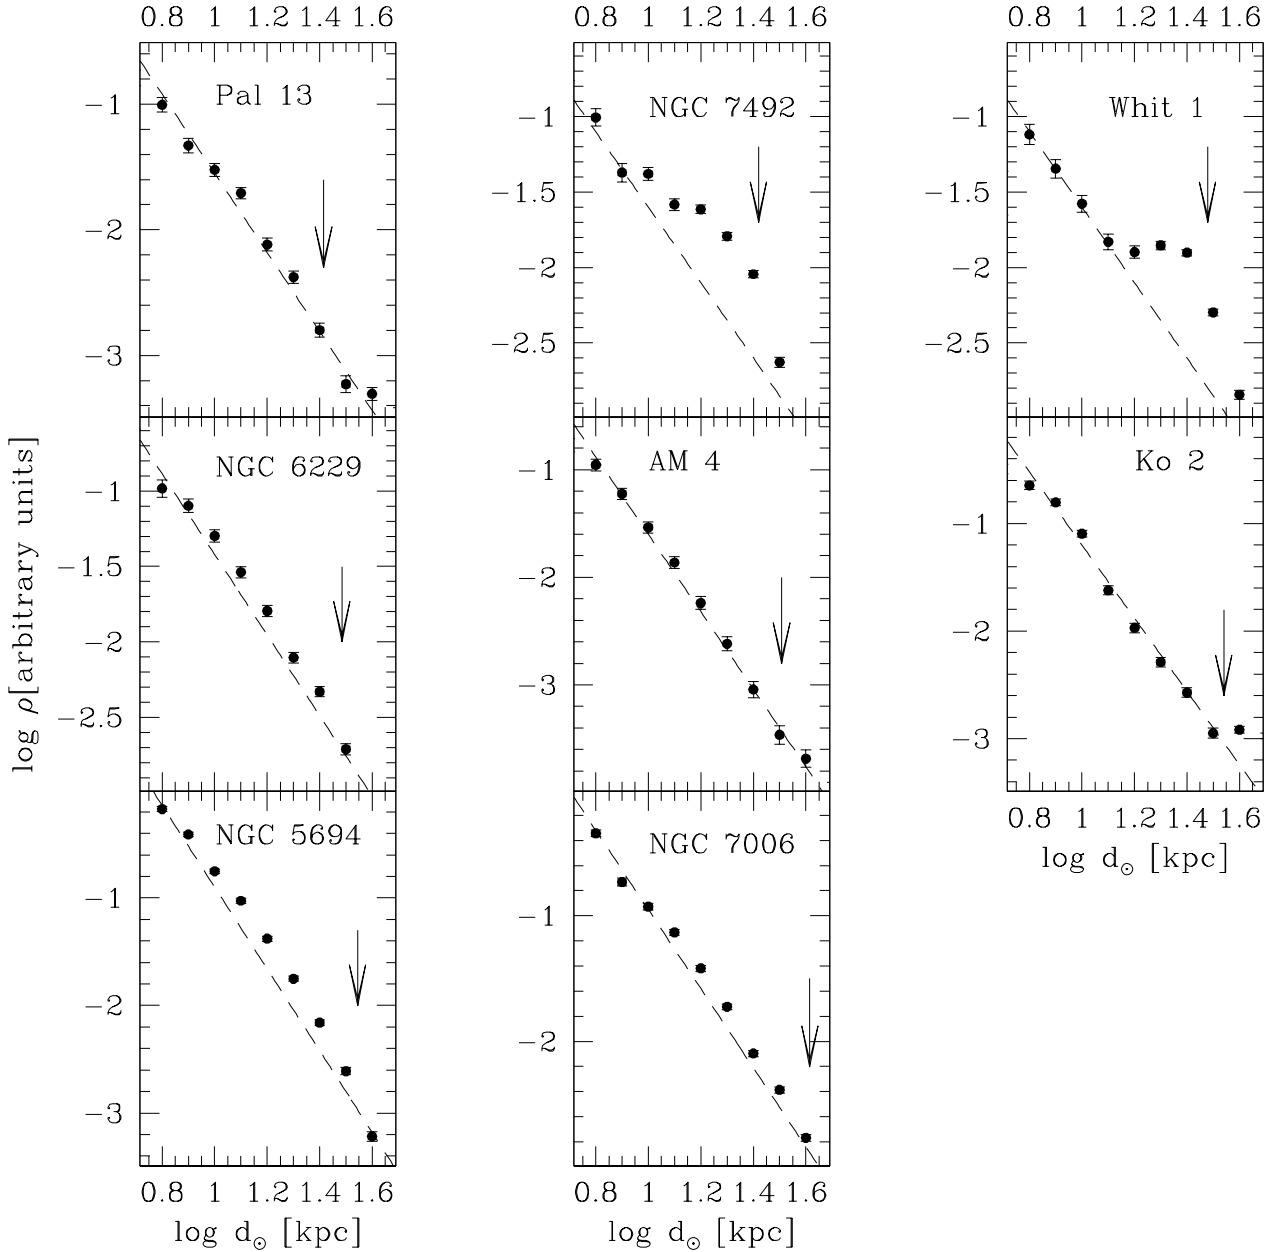 0.8 1 1.2 1.4 1.6 0.8 1 1.2 1.4 1.6 0.8 1 1.2 1.4 1.6
Pal 13
−1
−2
−3
NGC 7492
−1
−1.5
−2
−2.5
Whit 1
−1
−1.5
−2
−2.5
log ρ[arbitrary units]
NGC 6229
−1
−1.5
−2
−2.5
AM 4
−1
−2
−3
Ko 2
−1
−2
−3
0.8 1 1.2 1.4 1.6
log d⊙ [kpc]
NGC 5694
−1
−2
−3
NGC 7006
−1
−2
0.8 1 1.2 1.4 1.6 0.8 1 1.2 1.4 1.6
log d⊙ [kpc] log d⊙ [kpc]